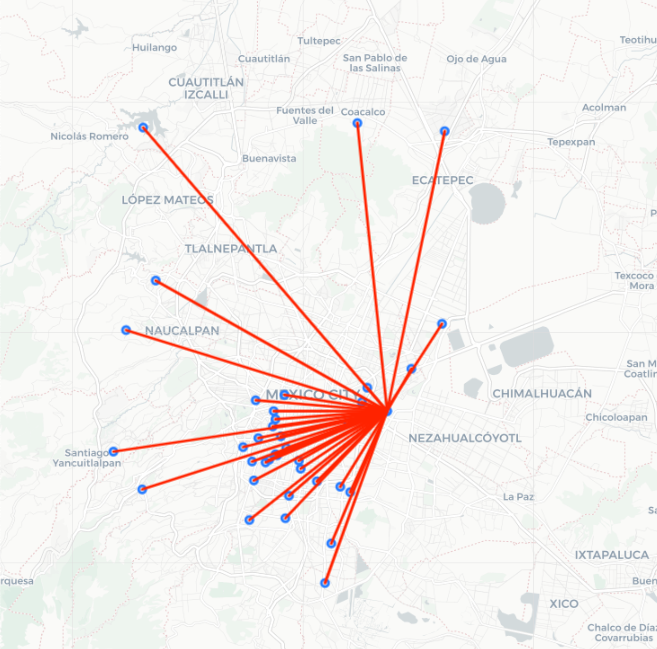 Tultepec
Teotihu
Huilango
Cuautitlán
San Pablo de
las Salinas
Ojo de Agua
CUAUTITLÁN
IZCALLI
Fuentes del
Valle
Coacalco
Acolman
Nicolás Romero
Tepexpan
Buenavista
ECATEPEC
LÓPEZ MATEOS
P
TLALNEPANTLA
Texcoco
Mora
NAUCALPAN
San M
Coatlin
MEXICO CITY
CHIMALHUACÁN
Chicoloapan
NEZAHUALCÓYOTL
Santiago
Yancuitlalpan
La Paz
Sa
IXTAPALUCA
rquesa
Buen
XICO
Chalco de Díaz
Covarrubias